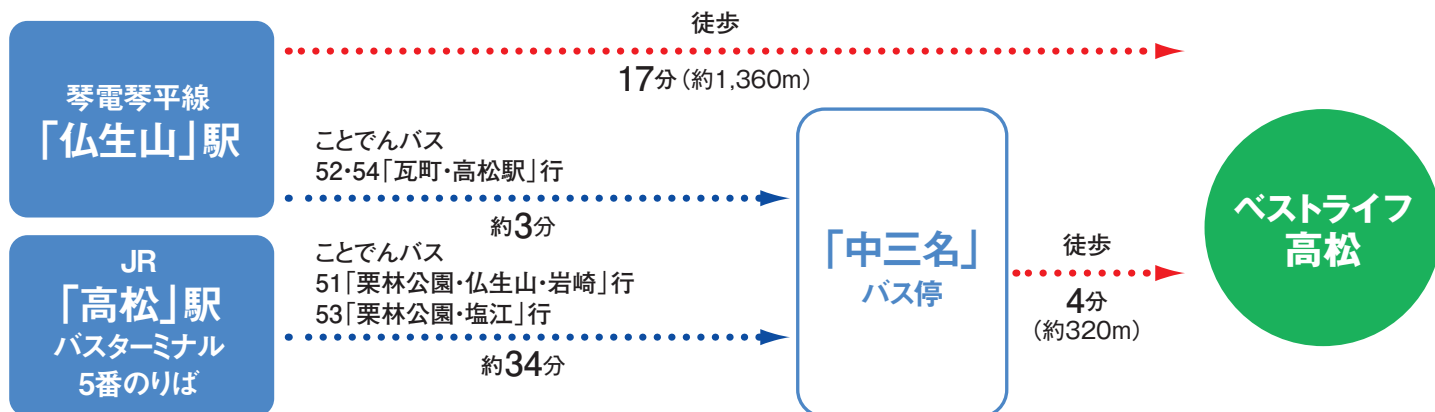 琴電琴平線
「仏生山」駅
徒歩
17分（約1,360m）
ことでんバス
52・54「瓦町・高松駅」行
約3分
JR
「高松」駅
バスターミナル
5番のりば
ことでんバス
51「栗林公園・仏生山・岩崎」行
53「栗林公園・塩江」行
約34分
「中三名」
バス停
徒歩
4分
（約320m）
ベストライフ
高松